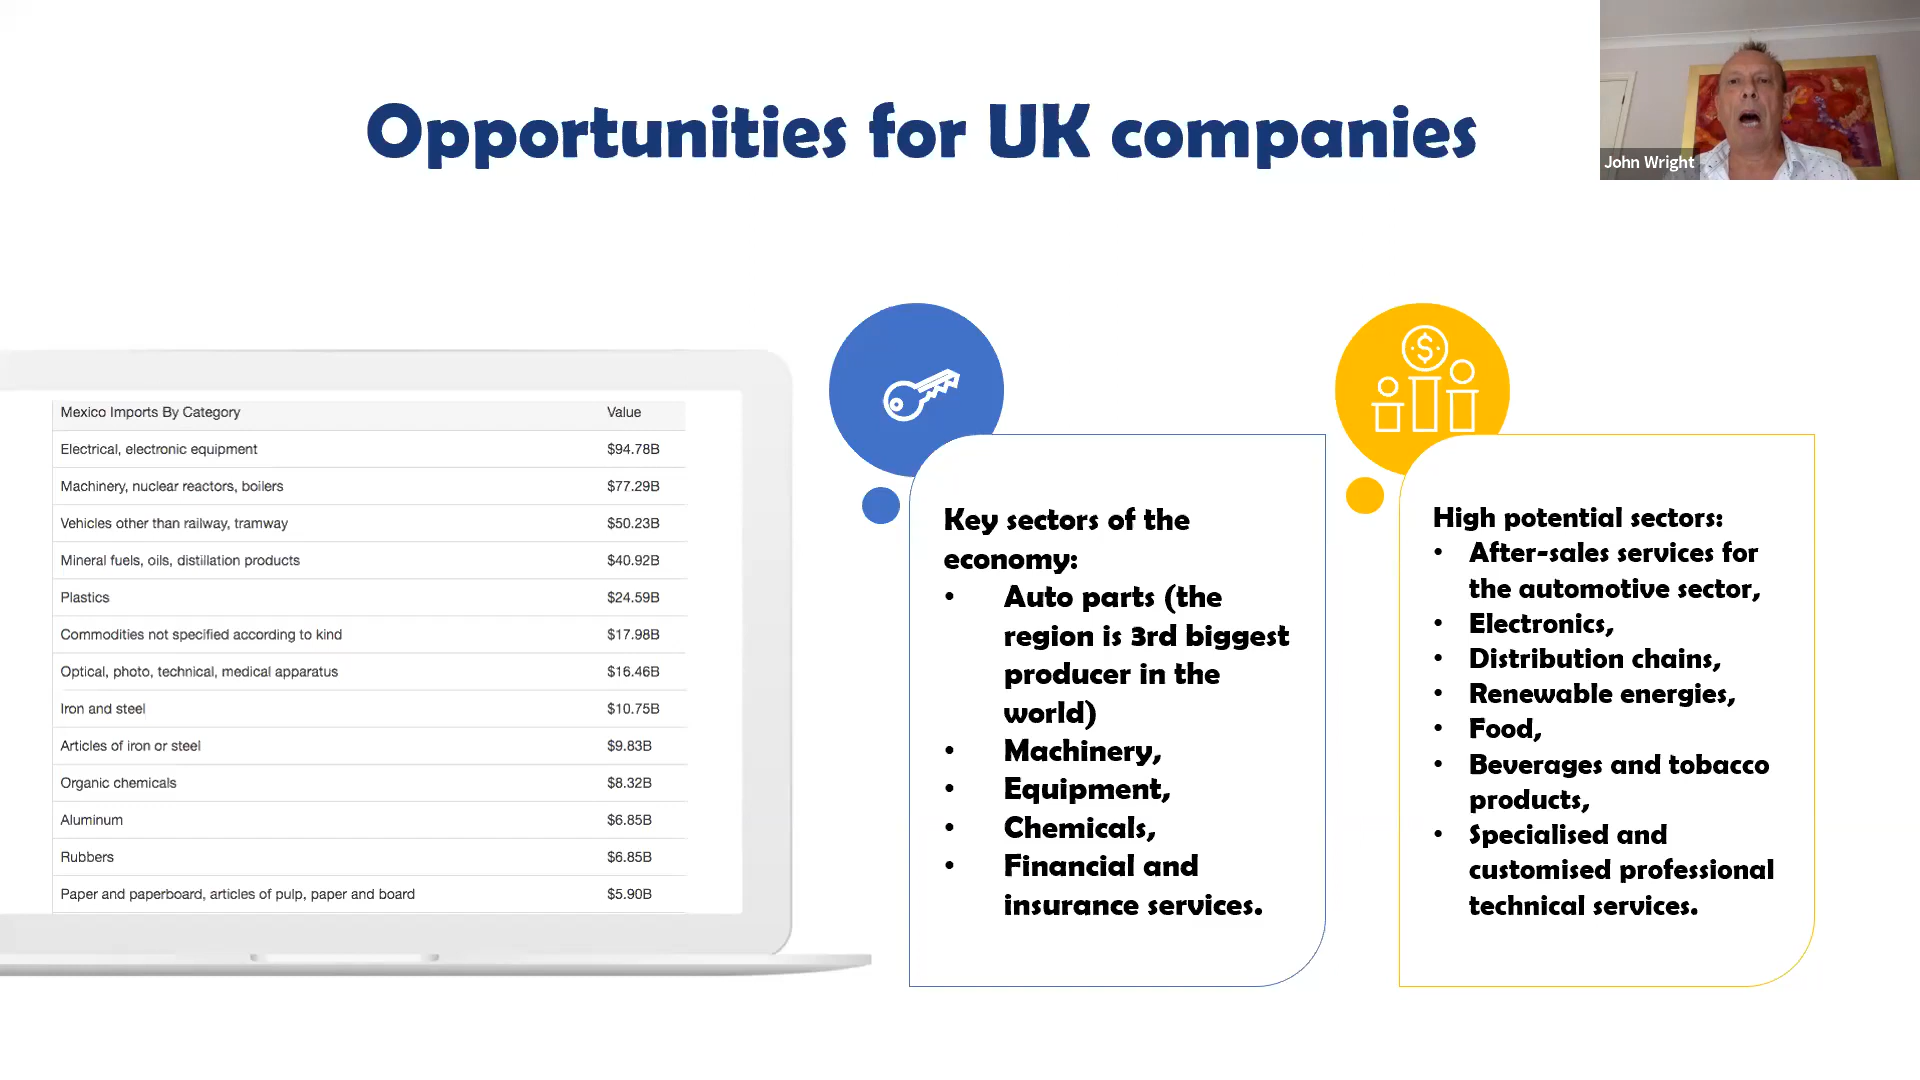 Opportunities for UK companies
John Wright
Mexico Imports By Category Value
Electrical, electronic equipment $94.78B
Machinery, nuclear reactors, boilers $77.29B
Vehicles other than railway, tramway $50.23B
Mineral fuels, oils, distillation products $40.92B
Plastics $24.59B
Commodities not specified according to kind $17.98B
Optical, photo, technical, medical apparatus $16.46B
Iron and steel $10.75B
Articles of iron or steel $9.83B
Organic chemicals $8.32B
Aluminum $6.85B
Rubbers $6.85B
Paper and paperboard, articles of pulp, paper and board $5.90B
Key sectors of the
economy:
• Auto parts (the
region is 3rd biggest
producer in the
world)
• Machinery,
• Equipment,
• Chemicals,
• Financial and
insurance services.
$
High potential sectors:
• After-sales services for
the automotive sector,
• Electronics,
• Distribution chains,
• Renewable energies,
• Food,
• Beverages and tobacco
products,
• Specialised and
customised professional
technical services.